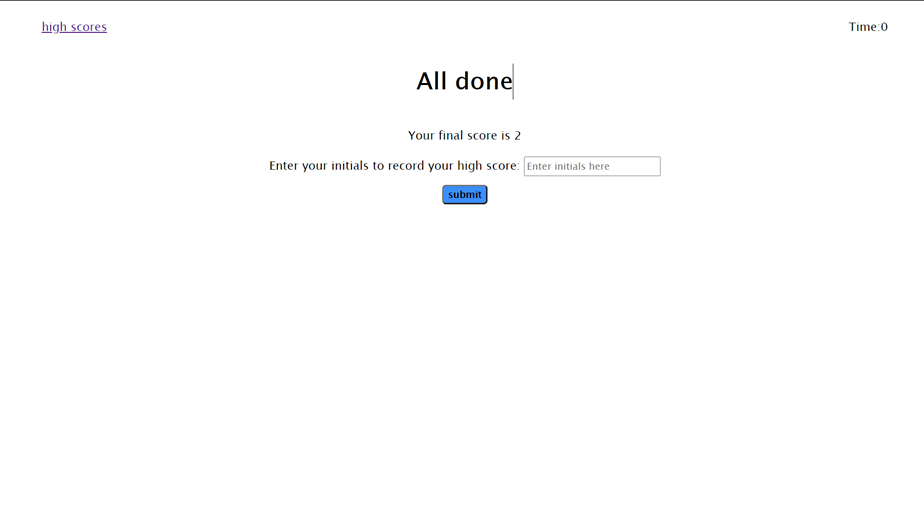 high scores
Time:0
All done
Your final score is 2
Enter your initials to record your high score: Enter initials here
submit